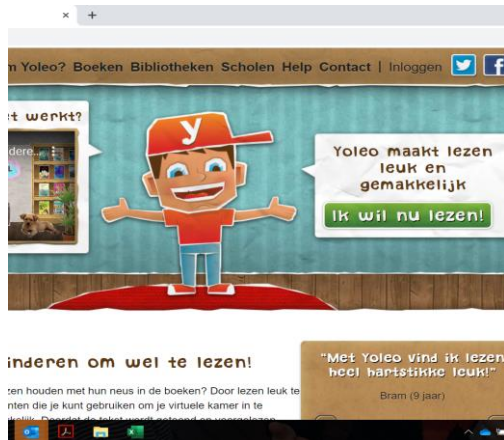 Yoleo? Boeken Bibliotheken Scholen Help Contact | Inloggen
werkt?
y
Yoleo maakt lezen
leuk en
gemakkelijk
Ik wil nu lezen!
om wel te lezen!
"Met Yoleo vind ik lezen
heel hartstikke leuk!"
Bram (9 jaar)
houden met hun neus in de boeken? Door lezen leuk te
die je kunt gebruiken om je virtuele kamer in te